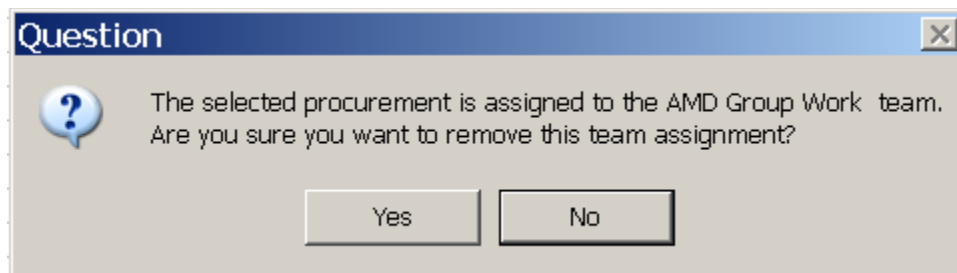 Question
The selected procurement is assigned to the AMD Group Work  team.
Are you sure you want to remove this team assignment?
Yes No